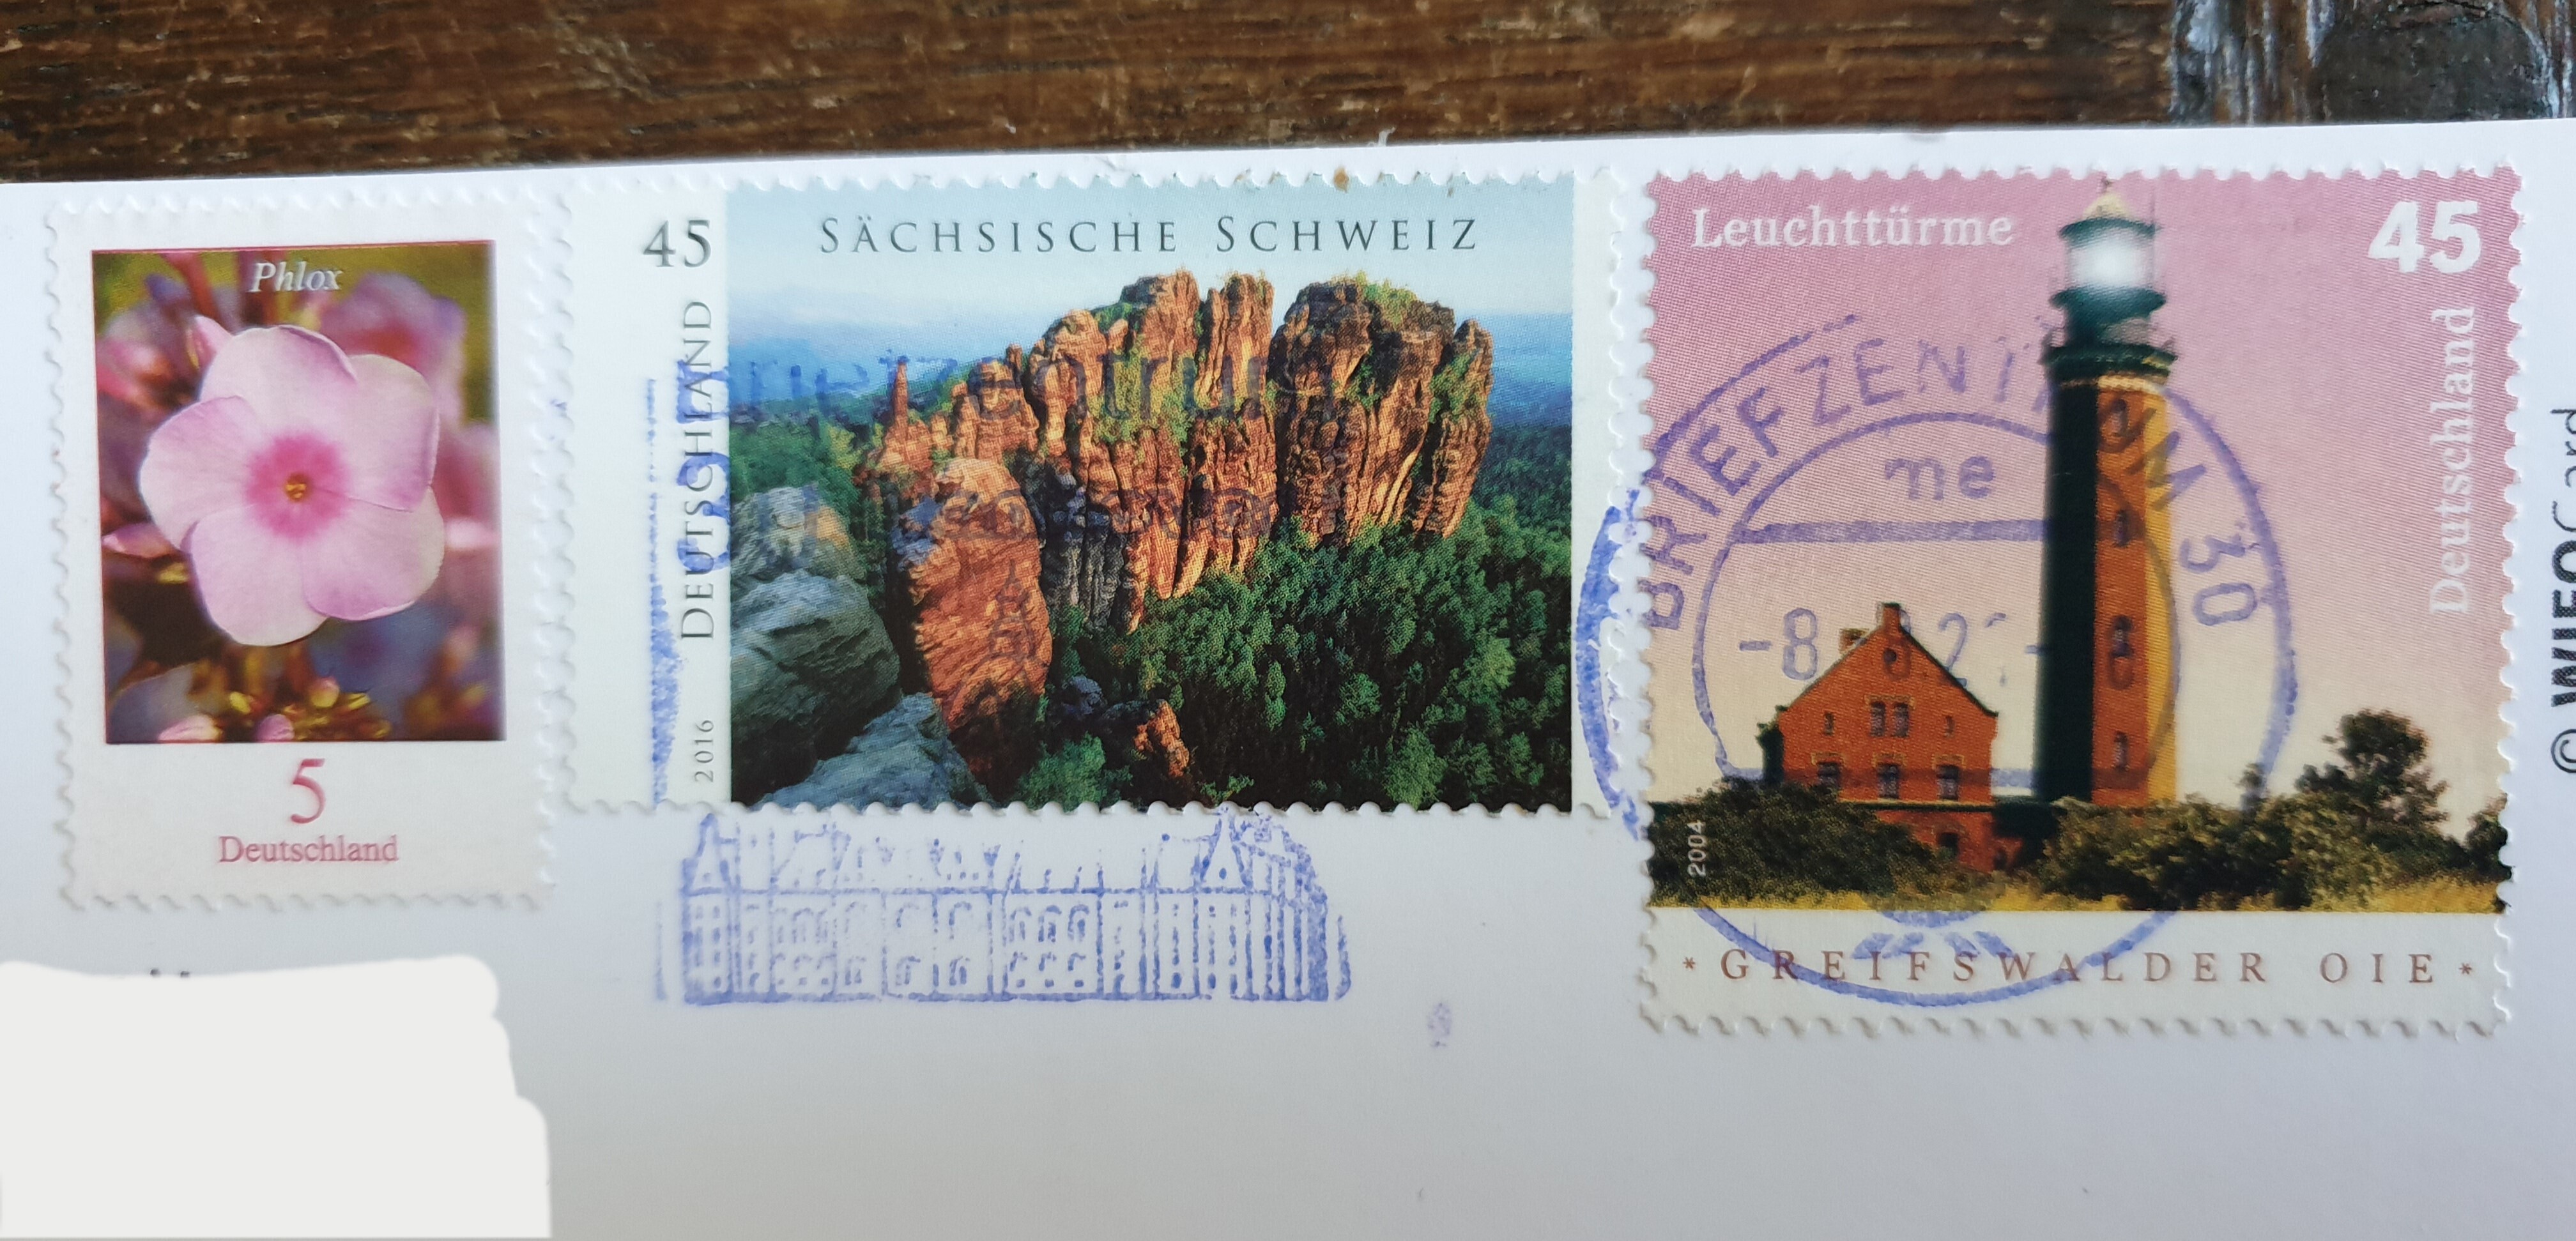 Phlox
5
Deutschland
45
SÄCHSISCHE SCHWEIZ
DEUTSCHLAND
2016
Leuchttürme
45
Deutschland
2004
* GREIFSWALDER OIE *
BRIEFZENTRUM 30
me